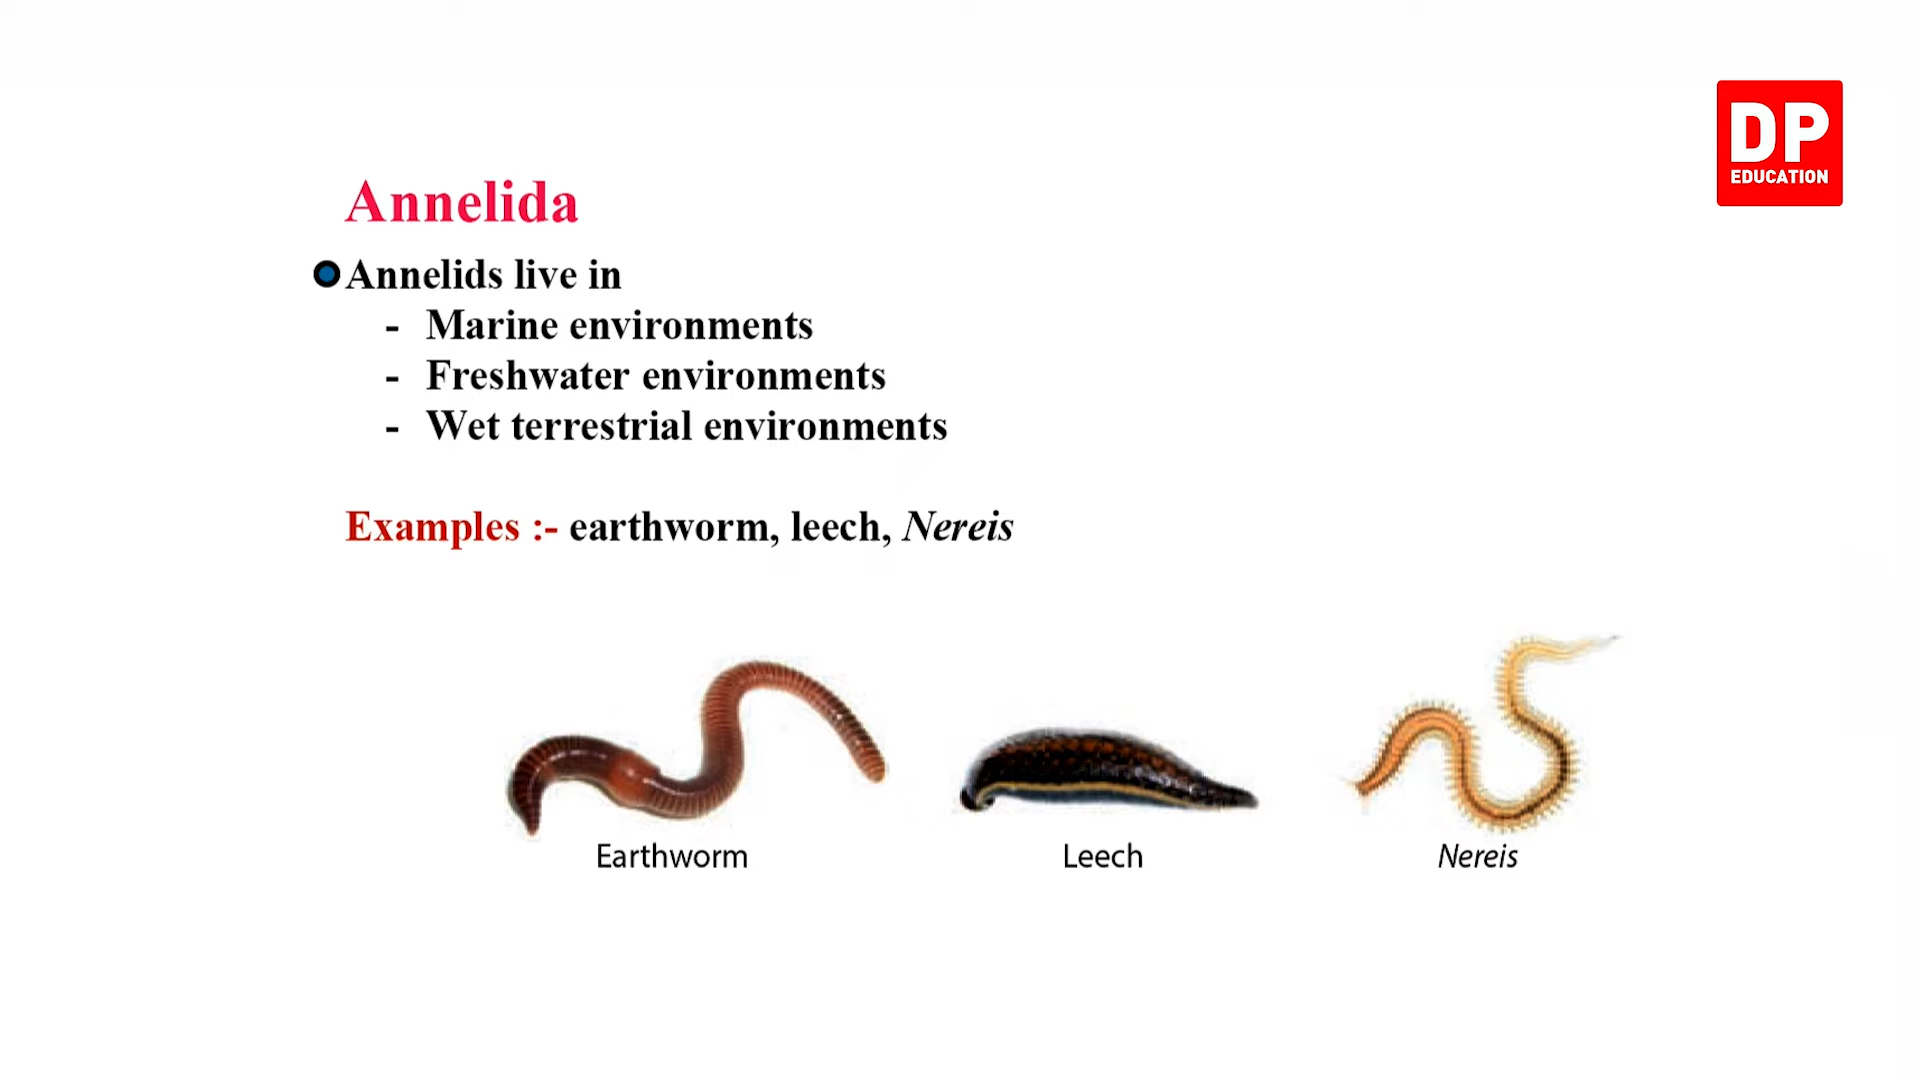 DP
EDUCATION
Annelida
Annelids live in
- Marine environments
- Freshwater environments
- Wet terrestrial environments
Examples :- earthworm, leech, Nereis
Earthworm
Leech
Nereis